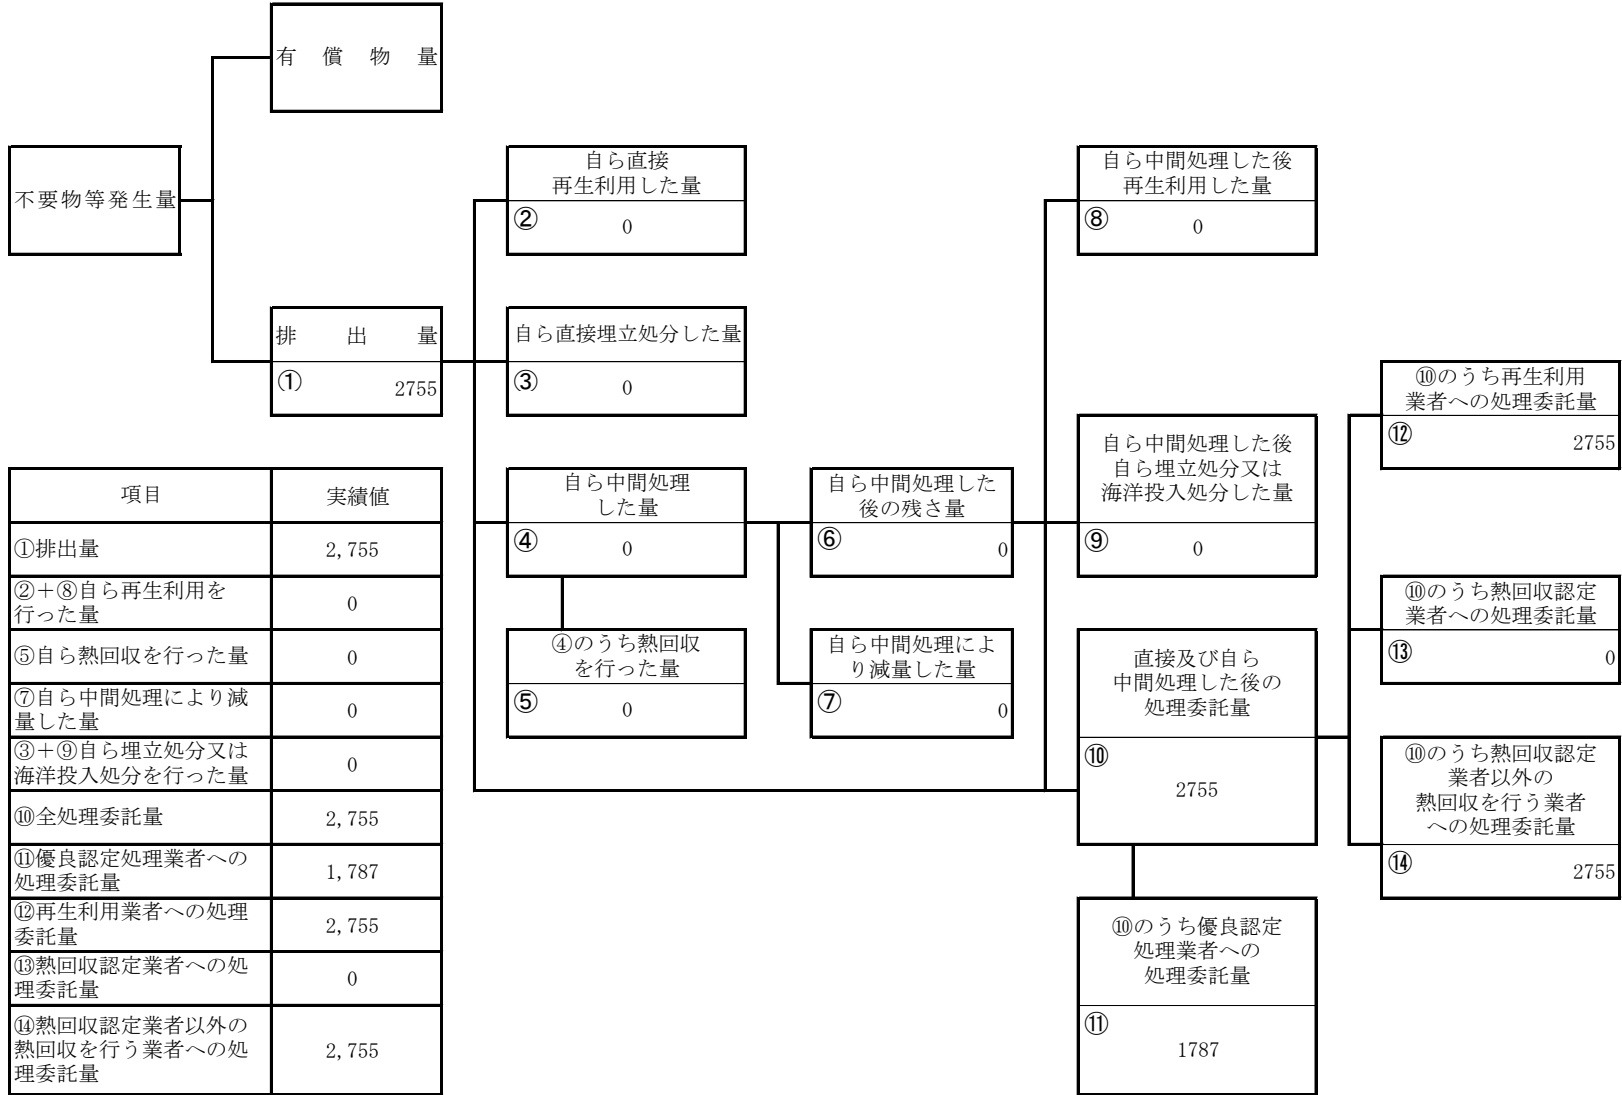 有償物量
不要物等発生量
排出量
①
2755
自ら直接
再生利用した量
②
0
自ら直接埋立処分した量
③
0
自ら中間処理
した量
④
0
④のうち熱回収
を行った量
⑤
0
自ら中間処理した
後の残さ量
⑥
0
自ら中間処理によ
り減量した量
⑦
0
自ら中間処理した後
再生利用した量
⑧
0
自ら中間処理した後
自ら埋立処分又は
海洋投入処分した量
⑨
0
直接及び自ら
中間処理した後の
処理委託量
⑩
2755
⑩のうち優良認定
処理業者への
処理委託量
⑪
1787
⑩のうち再生利用
業者への処理委託量
⑫
2755
⑩のうち熱回収認定
業者への処理委託量
⑬
0
⑩のうち熱回収認定
業者以外の
熱回収を行う業者
への処理委託量
⑭
2755
項目 実績値
①排出量 2,755
②＋⑧自ら再生利用を
行った量
0
⑤自ら熱回収を行った量 0
⑦自ら中間処理により減
量した量
0
③＋⑨自ら埋立処分又は
海洋投入処分を行った量
0
⑩全処理委託量 2,755
⑪優良認定処理業者への
処理委託量
1,787
⑫再生利用業者への処理
委託量
2,755
⑬熱回収認定業者への処
理委託量
0
⑭熱回収認定業者以外の
熱回収を行う業者への処
理委託量
2,755